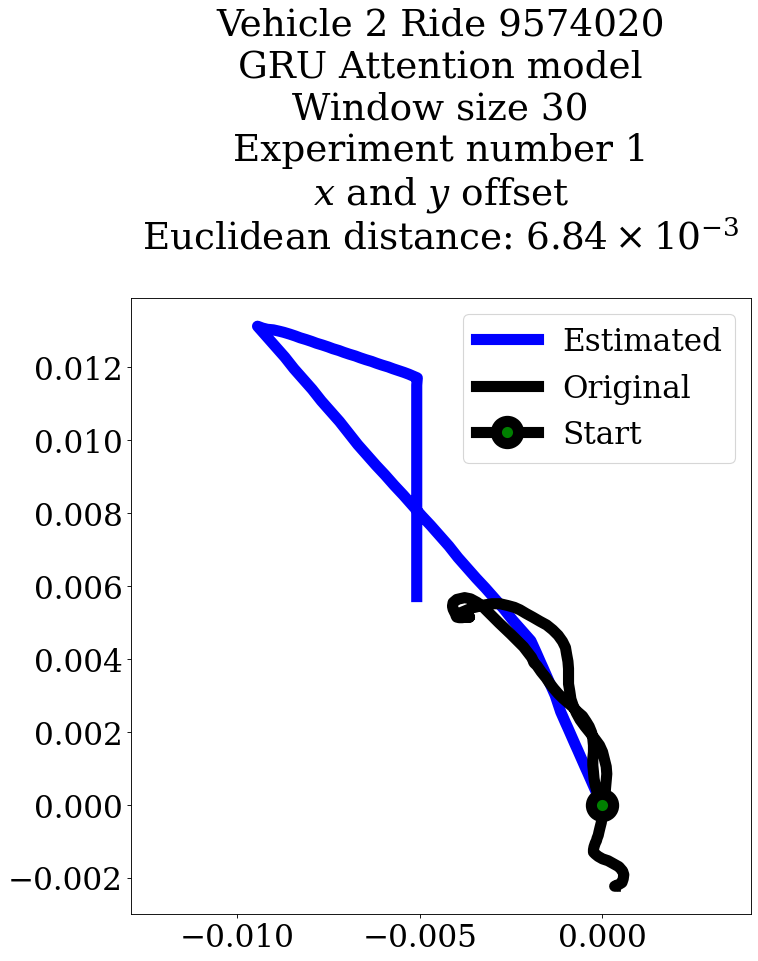 Vehicle 2 Ride 9574020
GRU Attention model
Window size 30
Experiment number 1
x and y offset
Euclidean distance: 6.84 × 10⁻³
Estimated
Original
Start
0.012
0.010
0.008
0.006
0.004
0.002
0.000
−0.002
−0.010 −0.005 0.000